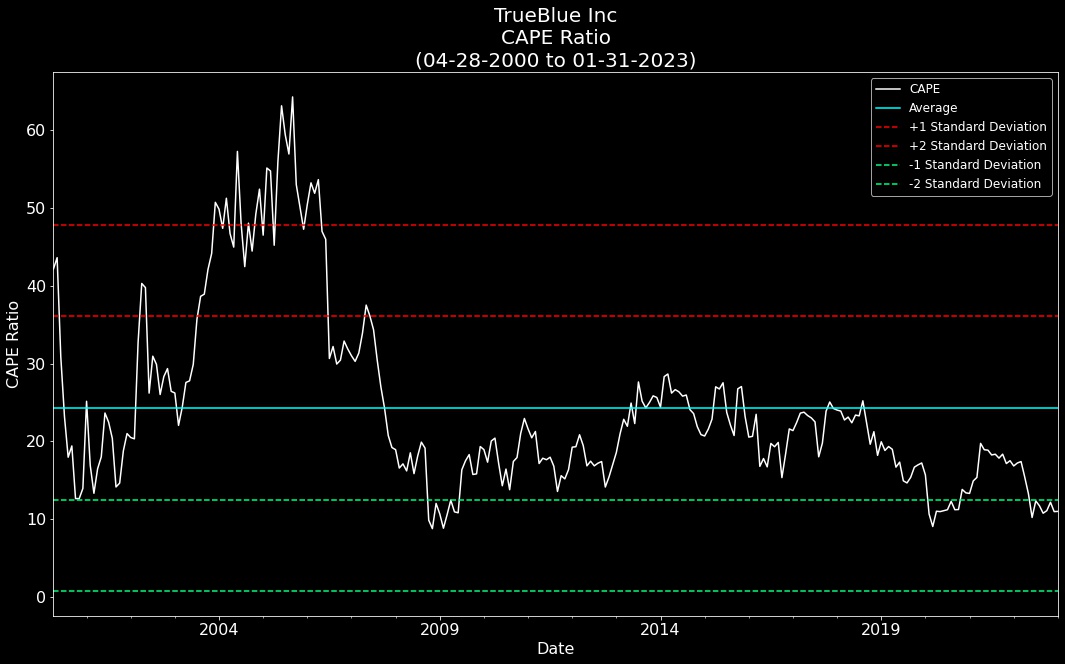 TrueBlue Inc
CAPE Ratio
(04-28-2000 to 01-31-2023)
CAPE
Average
+1 Standard Deviation
+2 Standard Deviation
-1 Standard Deviation
-2 Standard Deviation
CAPE Ratio
60
50
40
30
20
10
0
2004
2009
2014
2019
Date